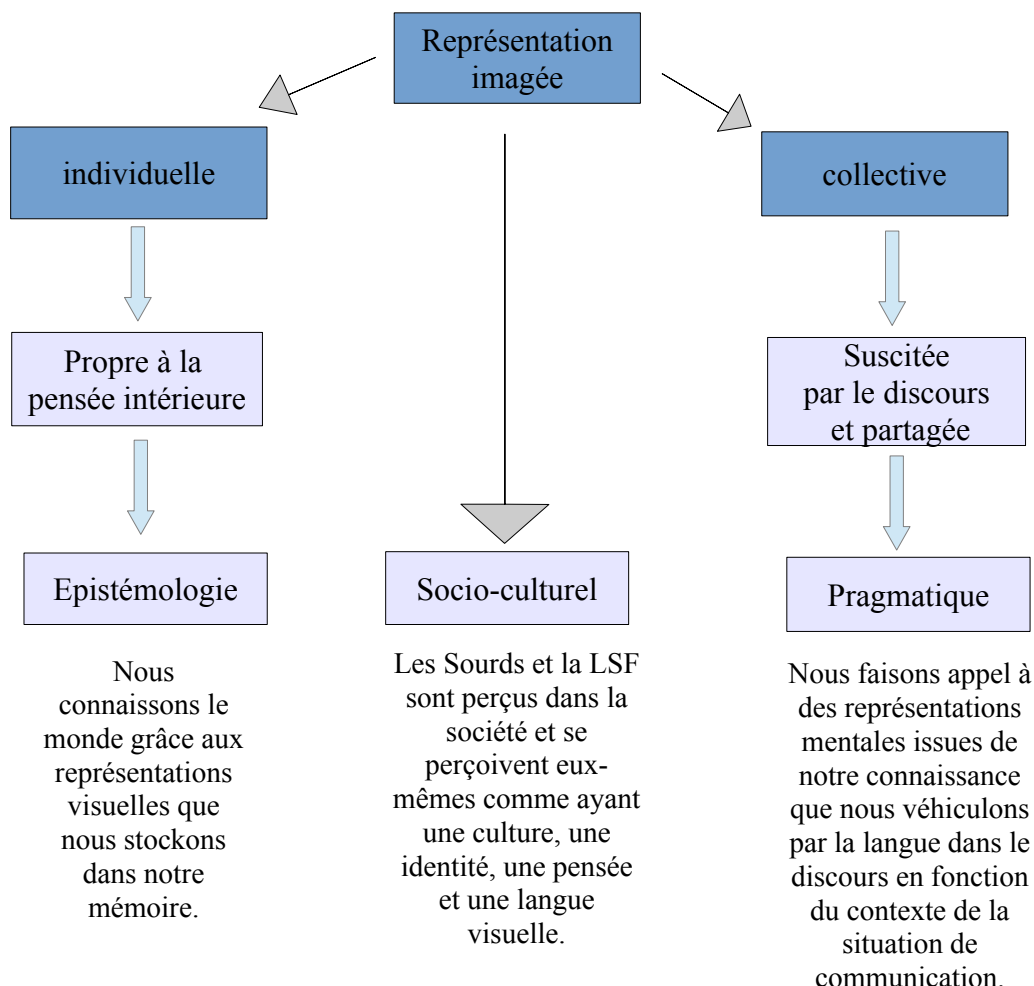 Représentation
imagée
individuelle
collective
Propre à la
pensée intérieure
Suscitée
par le discours
et partagée
Epistémologie
Socio-culturel
Pragmatique
Nous
connaissons le
monde grâce aux
représentations
visuelles que
nous stockons
dans notre
mémoire.
Les Sourds et la LSF
sont perçus dans la
société et se
perçoivent eux-
mêmes comme ayant
une culture, une
identité, une pensée
et une langue
visuelle.
Nous faisons appel à
des représentations
mentales issues de
notre connaissance
que nous véhiculons
par la langue dans le
discours en fonction
du contexte de la
situation de
communication.